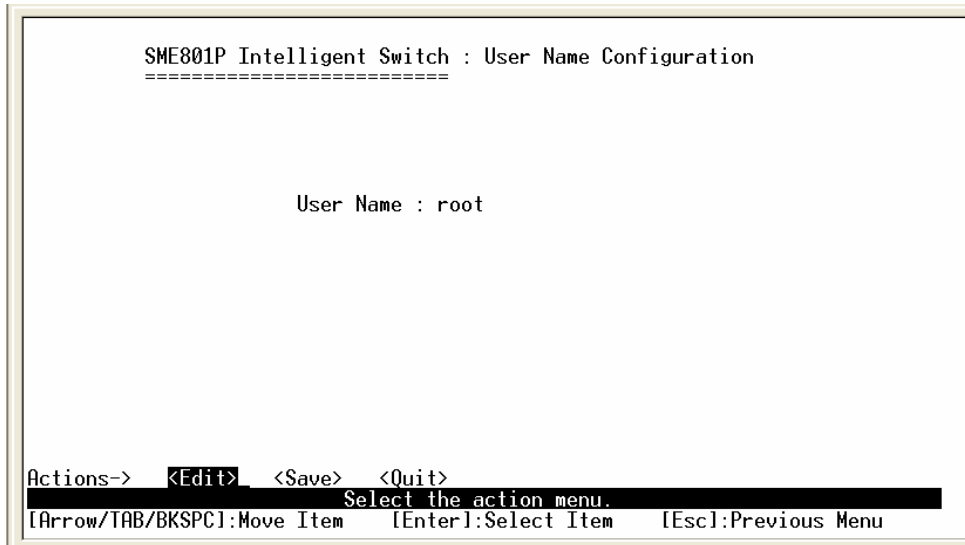 SME801P Intelligent Switch : User Name Configuration
==========================
User Name : root
Actions-> <Edit> <Save> <Quit>
Select the action menu.
[Arrow/TAB/BKSPC]:Move Item [Enter]:Select Item [Esc]:Previous Menu